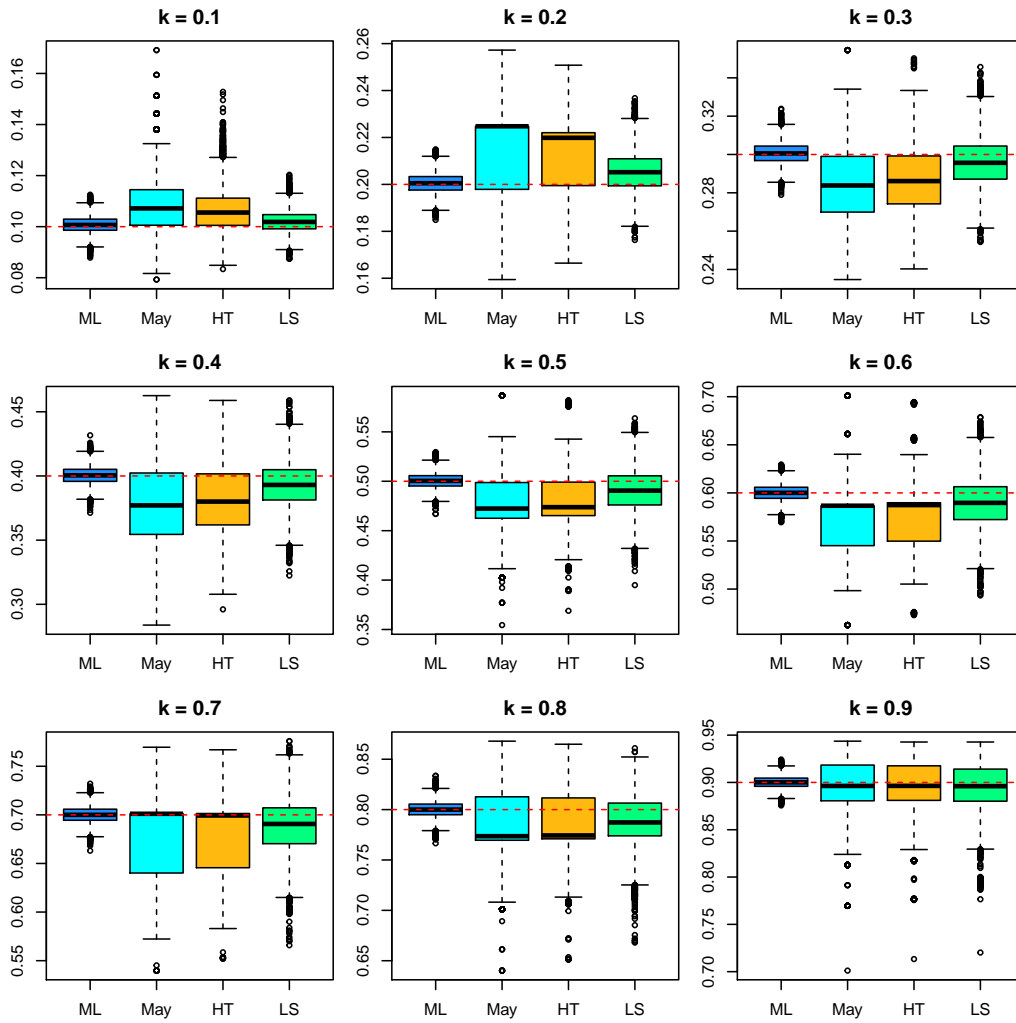 k = 0.1
k = 0.2
k = 0.3
0.08 0.10 0.12 0.14 0.16
0.16 0.18 0.20 0.22 0.24 0.26
0.24 0.28 0.32
ML May HT LS
ML May HT LS
ML May HT LS
k = 0.4
k = 0.5
k = 0.6
0.30 0.35 0.40 0.45
0.35 0.40 0.45 0.50 0.55
0.50 0.55 0.60 0.65 0.70
ML May HT LS
ML May HT LS
ML May HT LS
k = 0.7
k = 0.8
k = 0.9
0.55 0.60 0.65 0.70 0.75
0.65 0.70 0.75 0.80 0.85
0.70 0.75 0.80 0.85 0.90 0.95
ML May HT LS
ML May HT LS
ML May HT LS